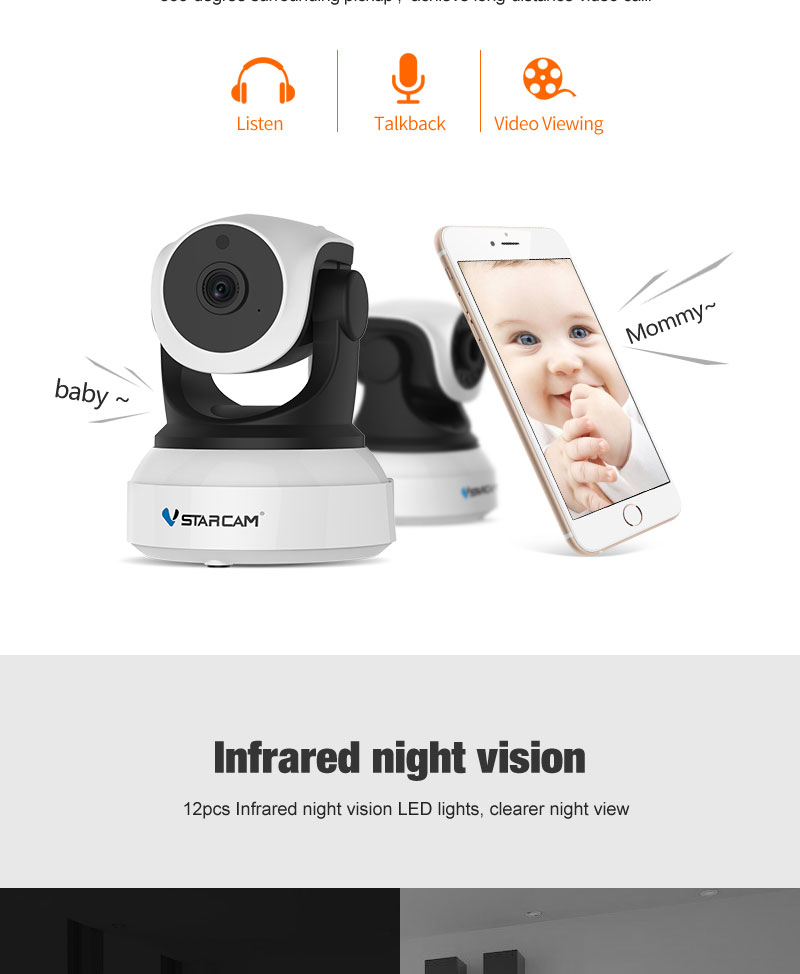 Listen
Talkback
Video Viewing
Mommy~
baby ~
VSTARCAM®
STARCAM
Infrared night vision
12pcs Infrared night vision LED lights, clearer night view